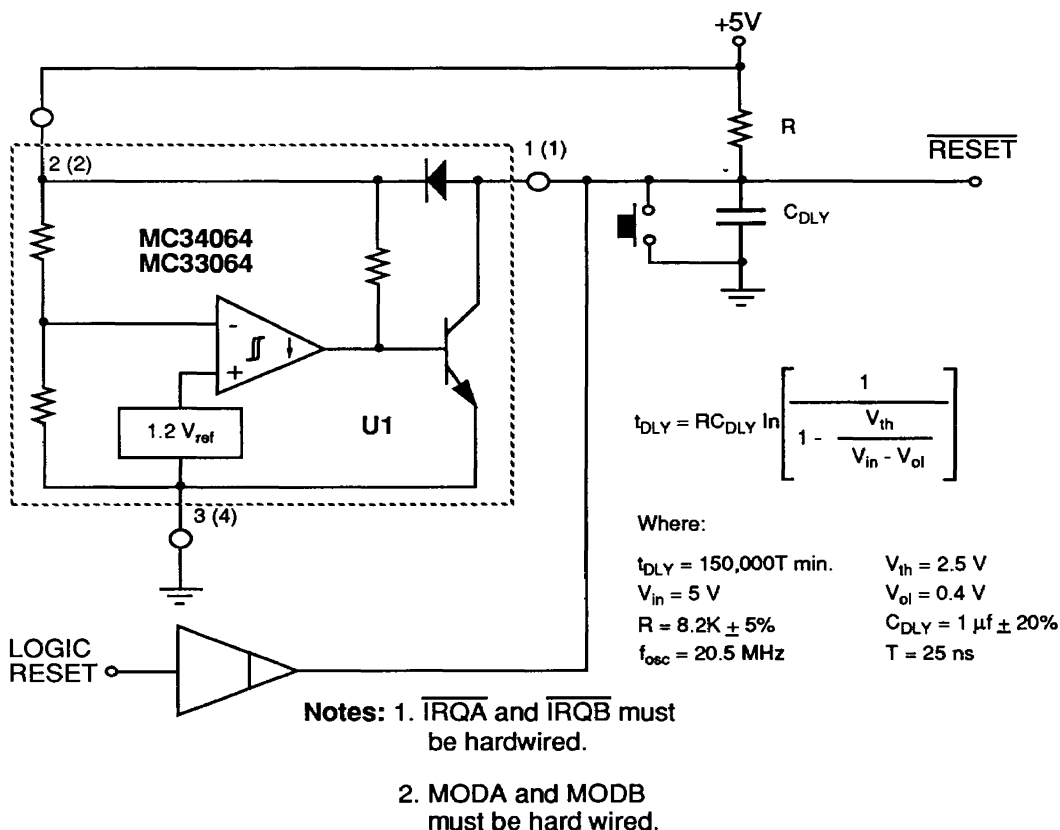 +5V
R
RESET
1 (1)
2 (2)
C_DLY
MC34064
MC33064
-
+
1.2 V_ref
U1
3 (4)
t_DLY = RC_DLY ln [ 1 / ( 1 - V_th / ( V_in - V_ol ) ) ]
Where:
t_DLY = 150,000T min.
V_th = 2.5 V
V_in = 5 V
V_ol = 0.4 V
R = 8.2K ± 5%
C_DLY = 1 µf ± 20%
f_osc = 20.5 MHz
T = 25 ns
LOGIC
RESET
Notes: 1. IRQA and IRQB must
be hardwired.
2. MODA and MODB
must be hard wired.